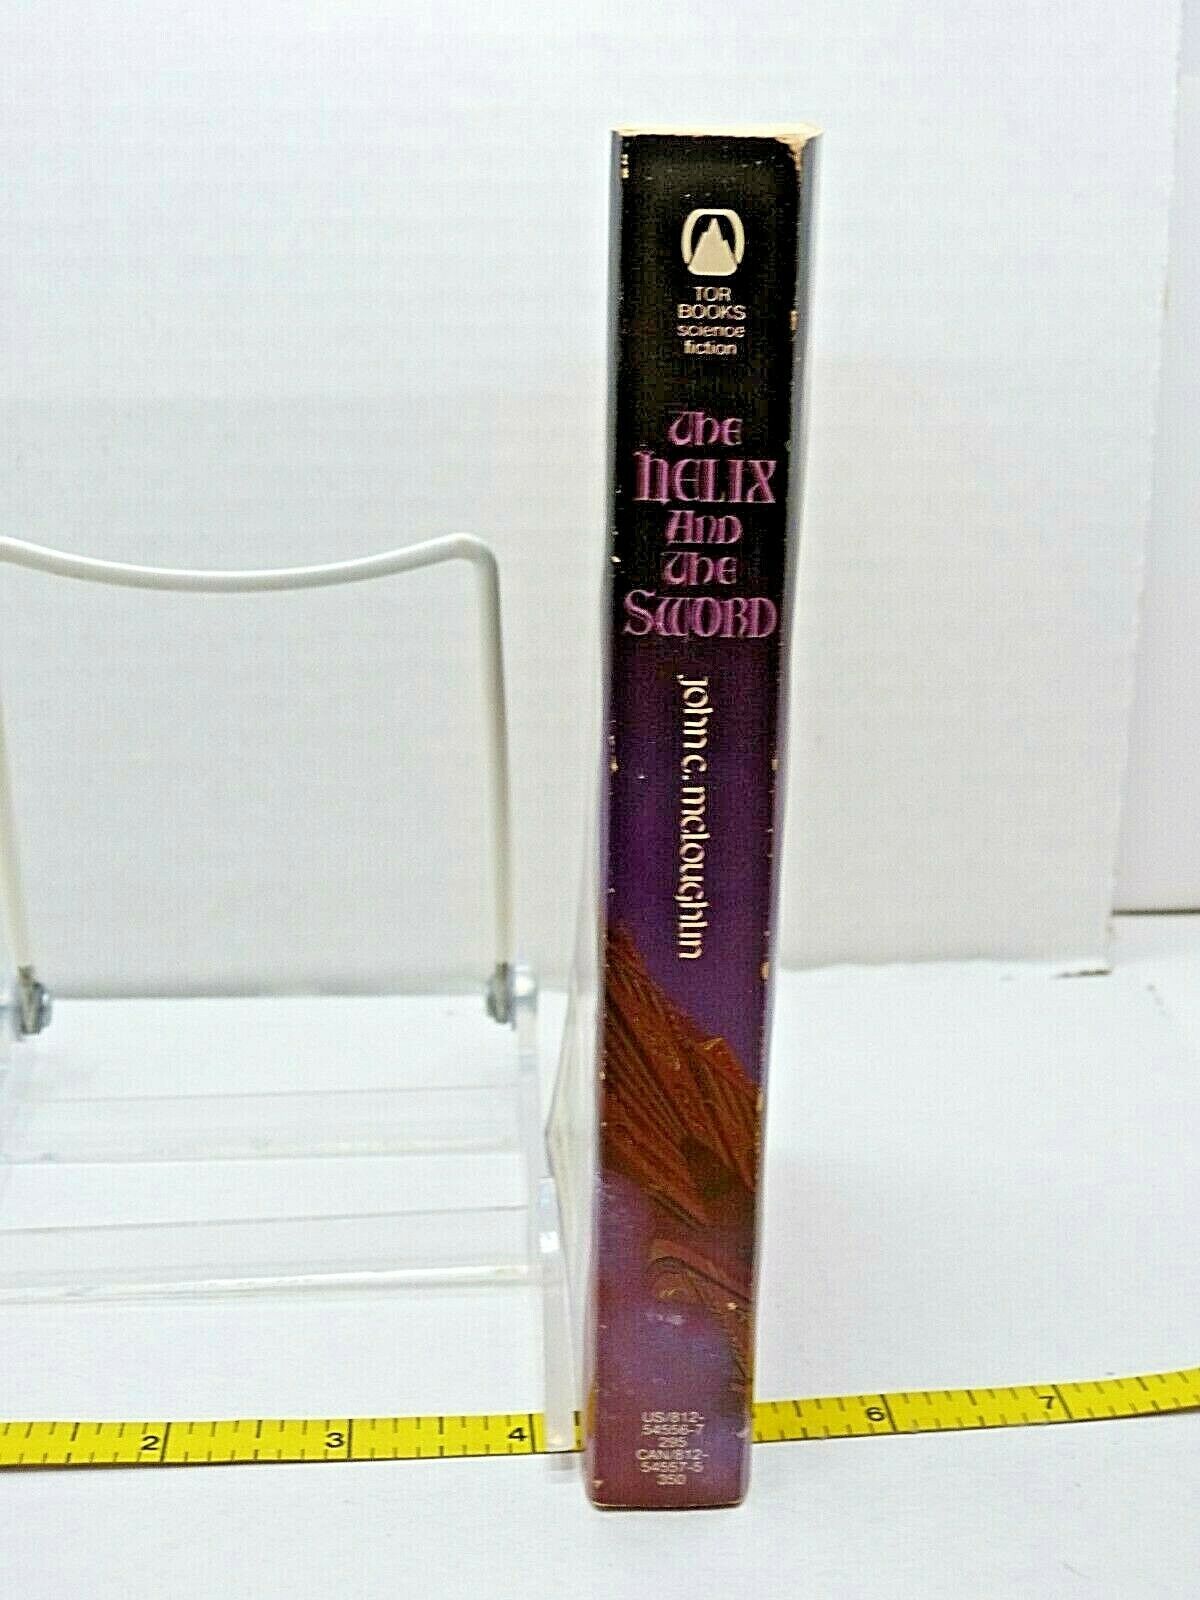 TOR
BOOKS
science
fiction
The
Helix
And
The
Sword
John C. McLoughlin
US/812-
54556-7
295
CAN/812-
54557-5
350
2
3
4
6
7